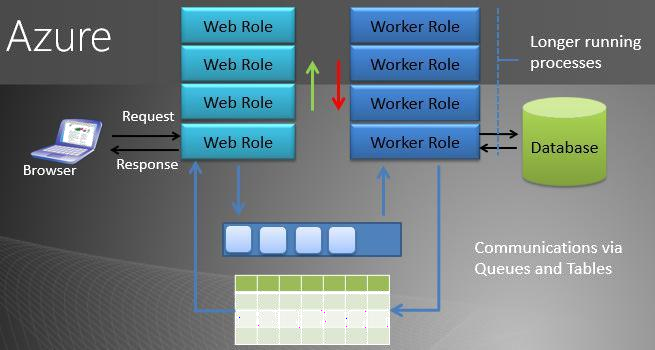 Azure
Web Role
Web Role
Web Role
Web Role
Worker Role
Worker Role
Worker Role
Worker Role
Longer running
processes
Request
Response
Browser
Database
Communications via
Queues and Tables